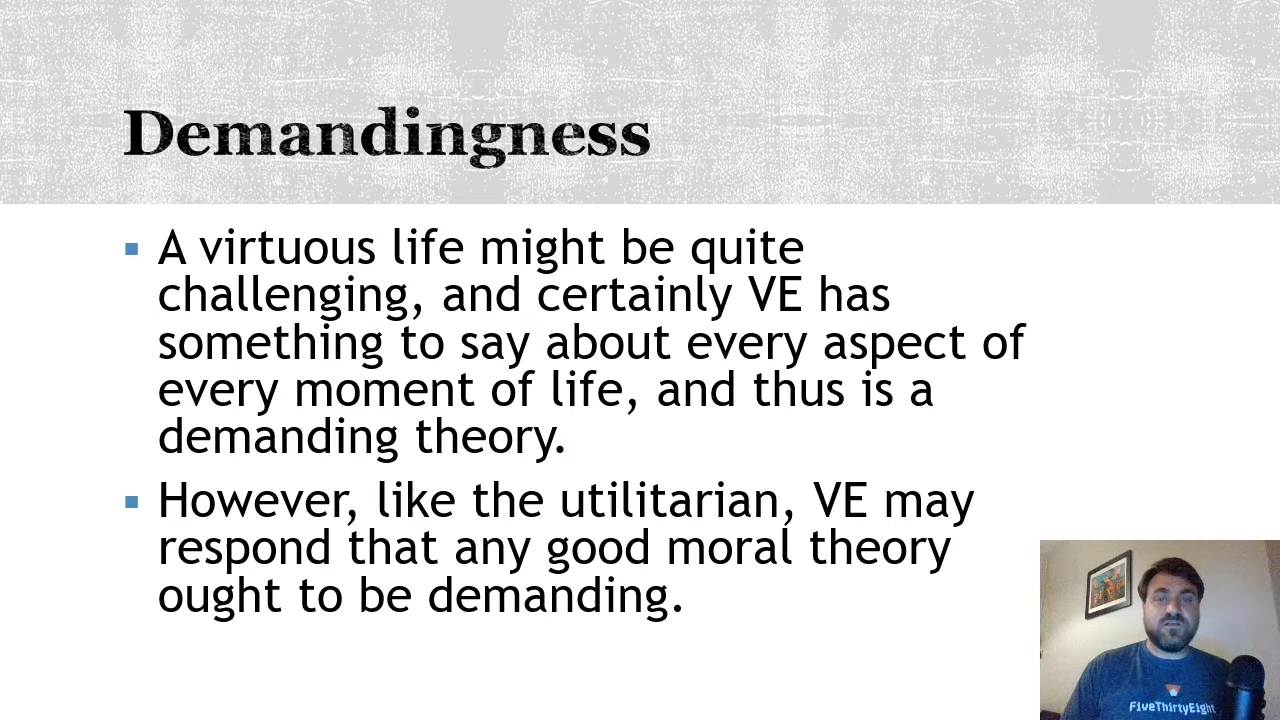 Demandingness
▪ A virtuous life might be quite
challenging, and certainly VE has
something to say about every aspect of
every moment of life, and thus is a
demanding theory.
▪ However, like the utilitarian, VE may
respond that any good moral theory
ought to be demanding.
FiveThirtyEight